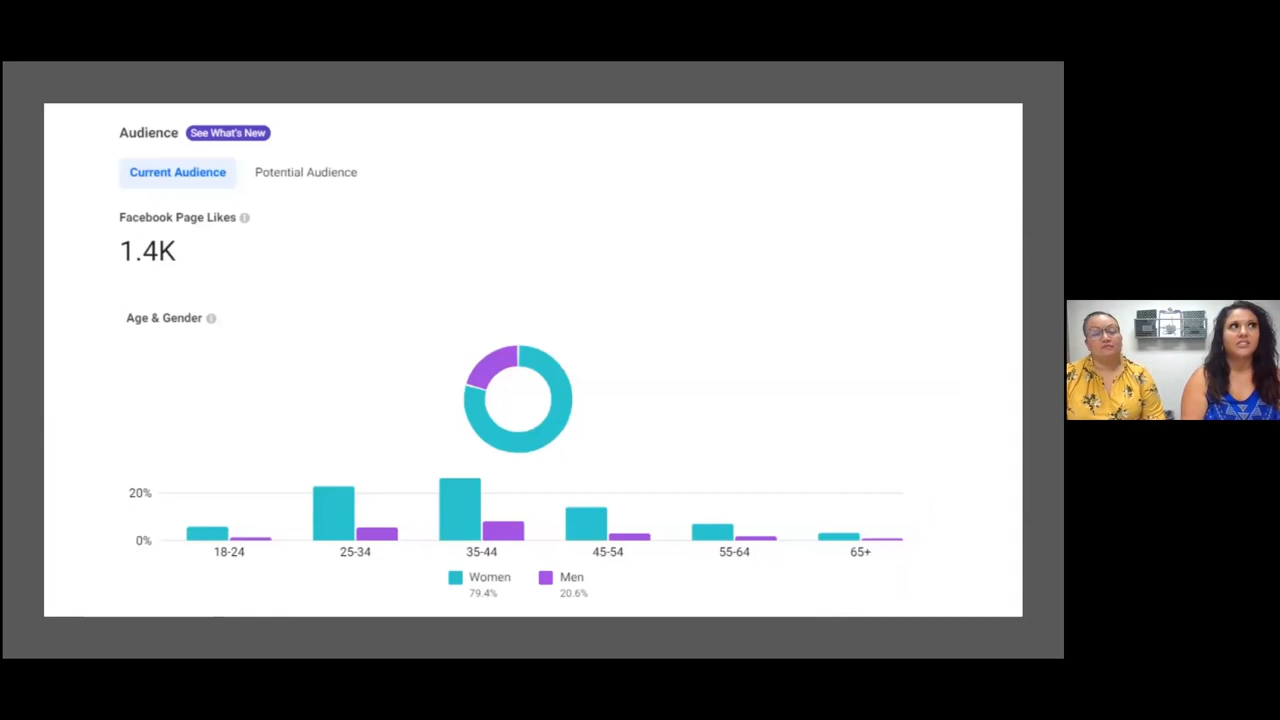 Audience See What's New
Current Audience Potential Audience
Facebook Page Likes
1.4K
Age & Gender
20%
0%
18-24 25-34 35-44 45-54 55-64 65+
Women Men
79.4% 20.6%